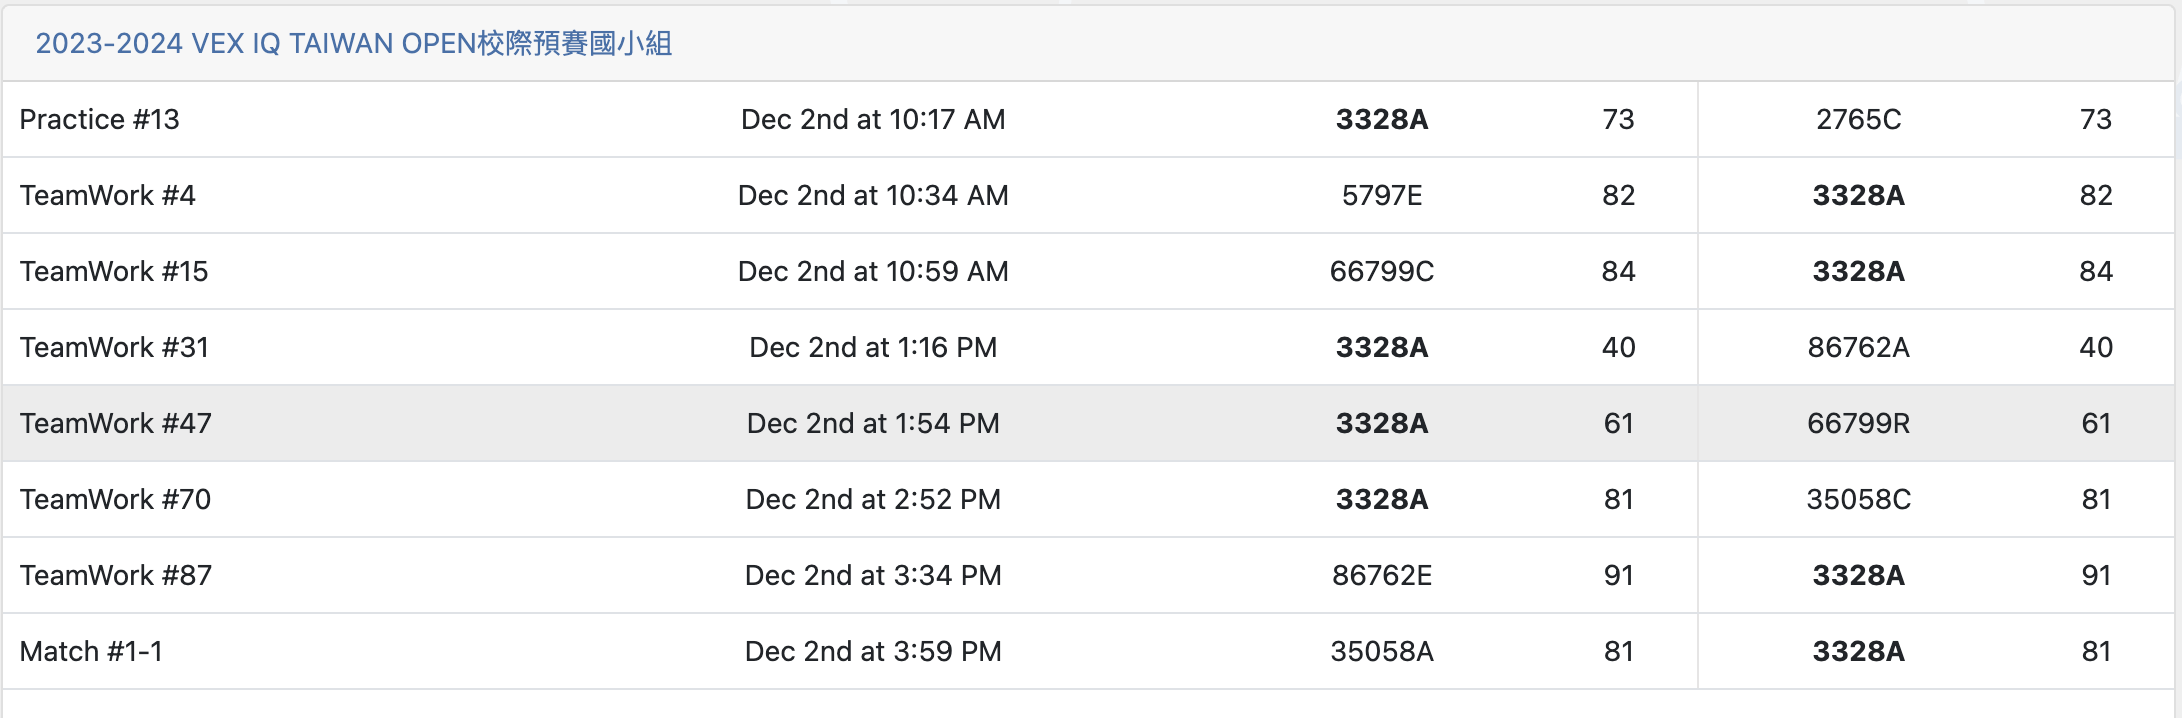 2023-2024 VEX IQ TAIWAN OPEN校際預賽國小組
Practice #13 Dec 2nd at 10:17 AM 3328A 73 2765C 73
TeamWork #4 Dec 2nd at 10:34 AM 5797E 82 3328A 82
TeamWork #15 Dec 2nd at 10:59 AM 66799C 84 3328A 84
TeamWork #31 Dec 2nd at 1:16 PM 3328A 40 86762A 40
TeamWork #47 Dec 2nd at 1:54 PM 3328A 61 66799R 61
TeamWork #70 Dec 2nd at 2:52 PM 3328A 81 35058C 81
TeamWork #87 Dec 2nd at 3:34 PM 86762E 91 3328A 91
Match #1-1 Dec 2nd at 3:59 PM 35058A 81 3328A 81